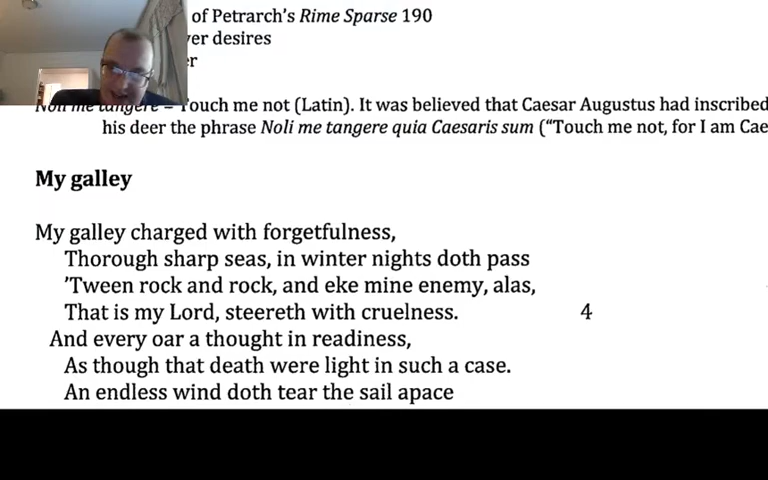 of Petrarch's Rime Sparse 190
er desires
r
Noli me tangere = Touch me not (Latin). It was believed that Caesar Augustus had inscribed
his deer the phrase Noli me tangere quia Caesaris sum ("Touch me not, for I am Cae
My galley
My galley charged with forgetfulness,
Thorough sharp seas, in winter nights doth pass
'Tween rock and rock, and eke mine enemy, alas,
That is my Lord, steereth with cruelness. 4
And every oar a thought in readiness,
As though that death were light in such a case.
An endless wind doth tear the sail apace